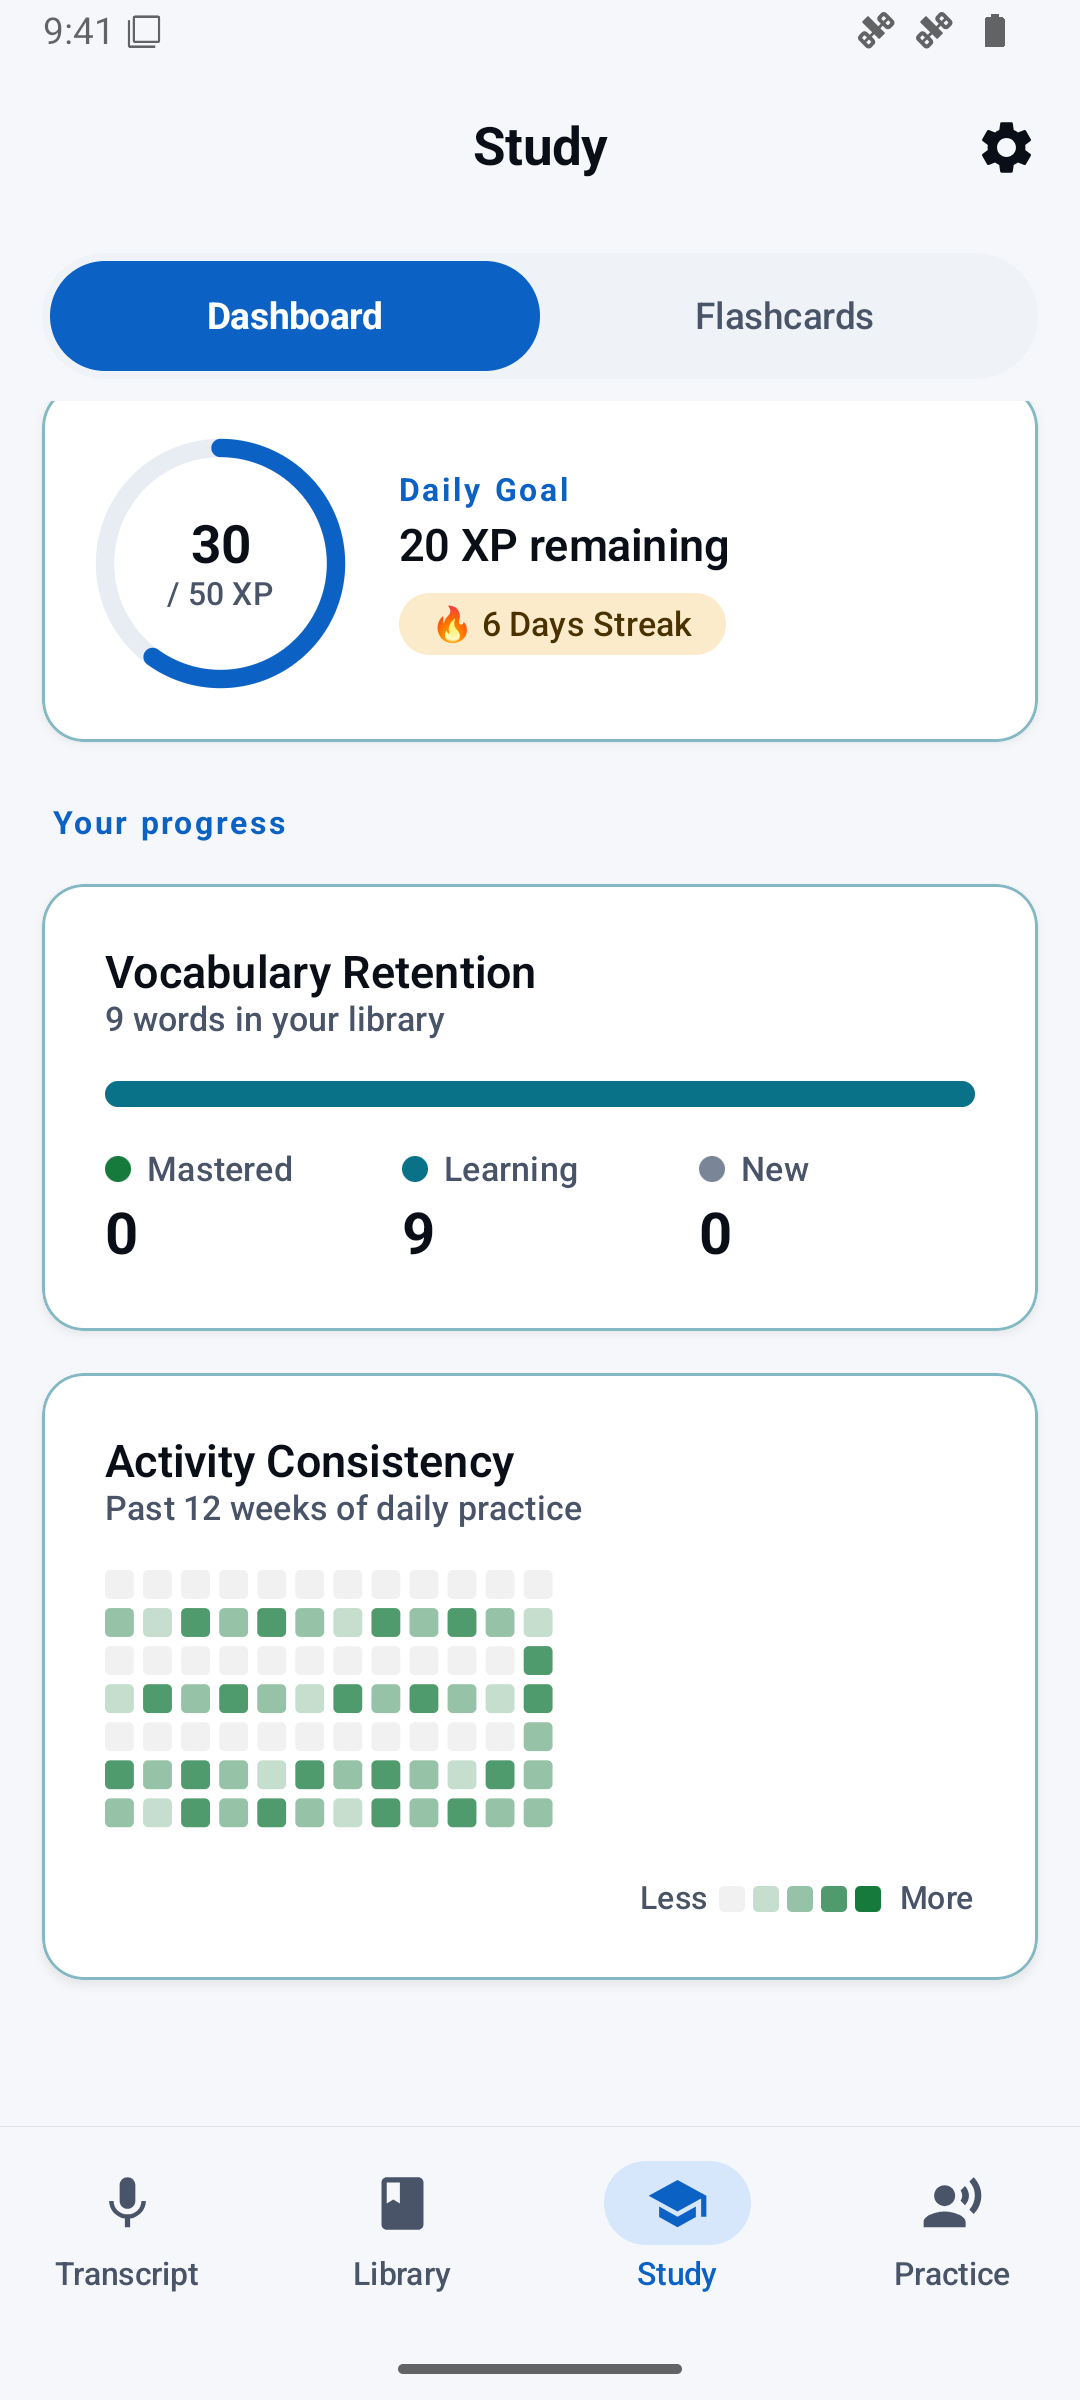 9:41
Study
Dashboard
Flashcards
30
/ 50 XP
Daily Goal
20 XP remaining
🔥 6 Days Streak
Your progress
Vocabulary Retention
9 words in your library
Mastered
Learning
New
0
9
0
Activity Consistency
Past 12 weeks of daily practice
Less
More
Transcript
Library
Study
Practice